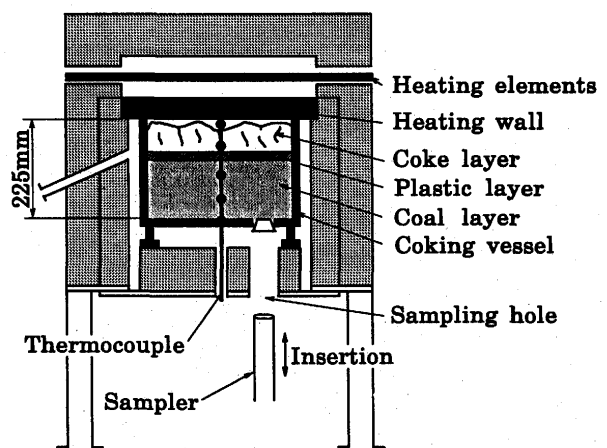 Heating elements
Heating wall
Coke layer
Plastic layer
Coal layer
Coking vessel
225mm
Sampling hole
Thermocouple
Insertion
Sampler